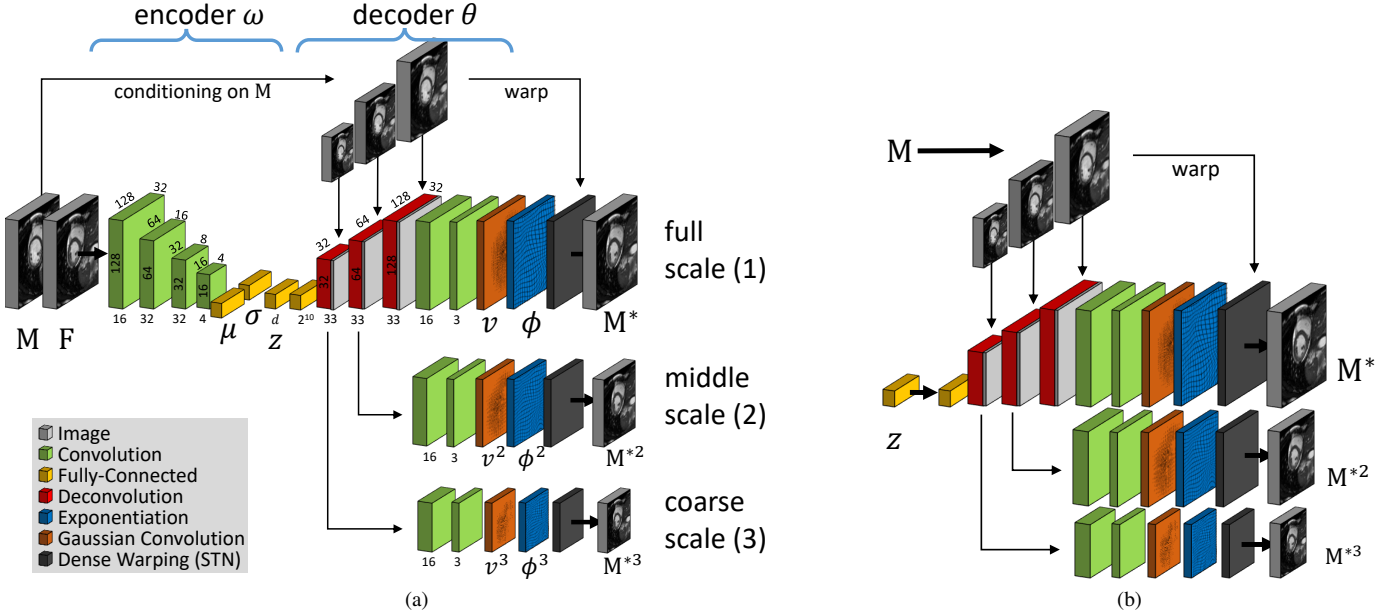 encoder ω
decoder θ
conditioning on M
warp
128
32
128
16
64
16
64
32
32
8
32
32
16
4
16
4
M
F
μ
σ
d
z
2¹⁰
32
32
33
64
64
33
128
32
128
33
16
3
v
ϕ
M*
full
scale (1)
16
3
v²
ϕ²
M*²
middle
scale (2)
16
3
v³
ϕ³
M*³
coarse
scale (3)
Image
Convolution
Fully-Connected
Deconvolution
Exponentiation
Gaussian Convolution
Dense Warping (STN)
(a)
M
warp
z
M*
M*²
M*³
(b)